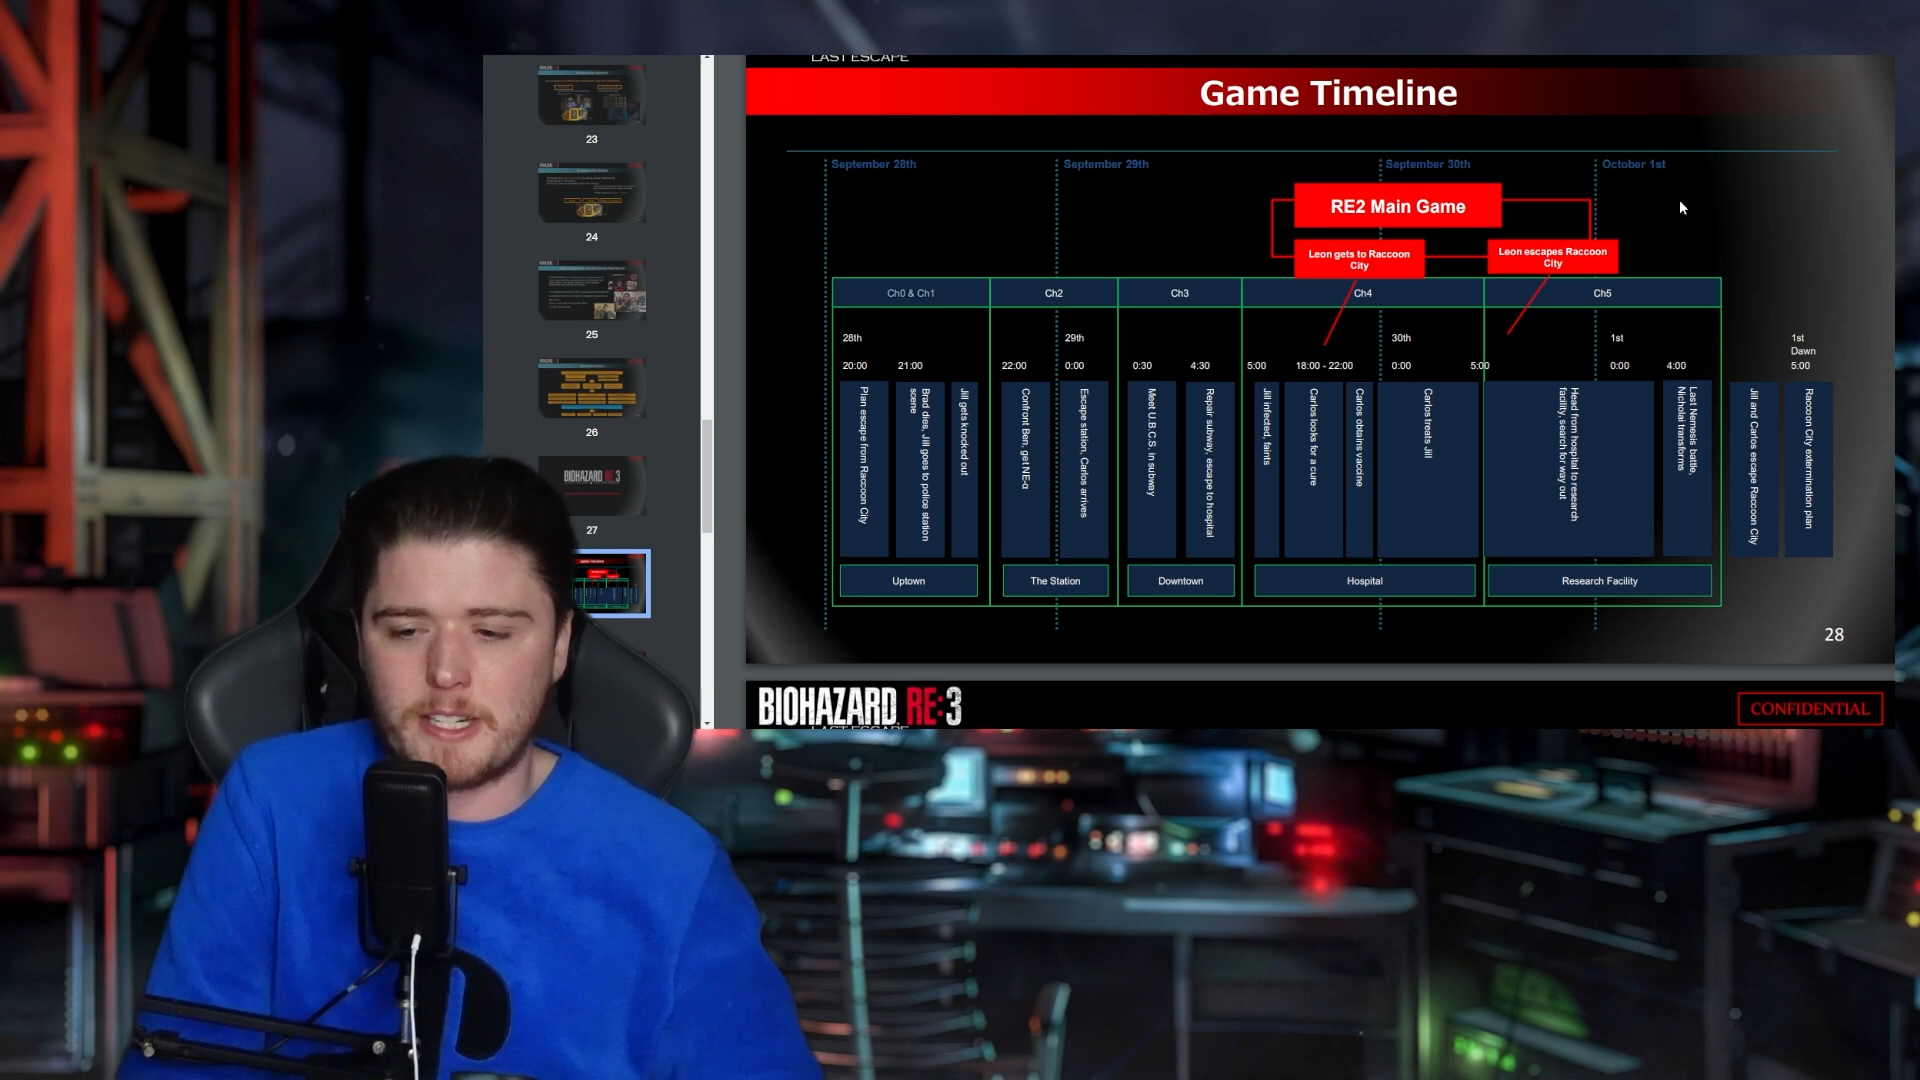 LAST ESCAPE
Game Timeline
September 28th
September 29th
September 30th
October 1st
RE2 Main Game
Leon gets to Raccoon
City
Leon escapes Raccoon
City
Ch0 & Ch1
Ch2
Ch3
Ch4
Ch5
28th
29th
30th
1st
1st
Dawn
20:00
21:00
22:00
0:00
0:30
4:30
5:00
18:00 - 22:00
0:00
5:00
0:00
4:00
5:00
Plan escape from Raccoon City
Brad dies, Jill goes to police station
scene
Jill gets knocked out
Confront Ben, get NE-α
Escape station, Carlos arrives
Meet U.B.C.S. in subway
Repair subway, escape to hospital
Jill infected, faints
Carlos looks for a cure
Carlos obtains vaccine
Carlos treats Jill
Head from hospital to research
facility, search for way out
Last Nemesis battle,
Nicholai transforms
Jill and Carlos escape Raccoon City
Raccoon City extermination plan
Uptown
The Station
Downtown
Hospital
Research Facility
28
BIOHAZARD RE:3
LAST ESCAPE
CONFIDENTIAL
23
24
25
26
BIOHAZARD RE:3
27